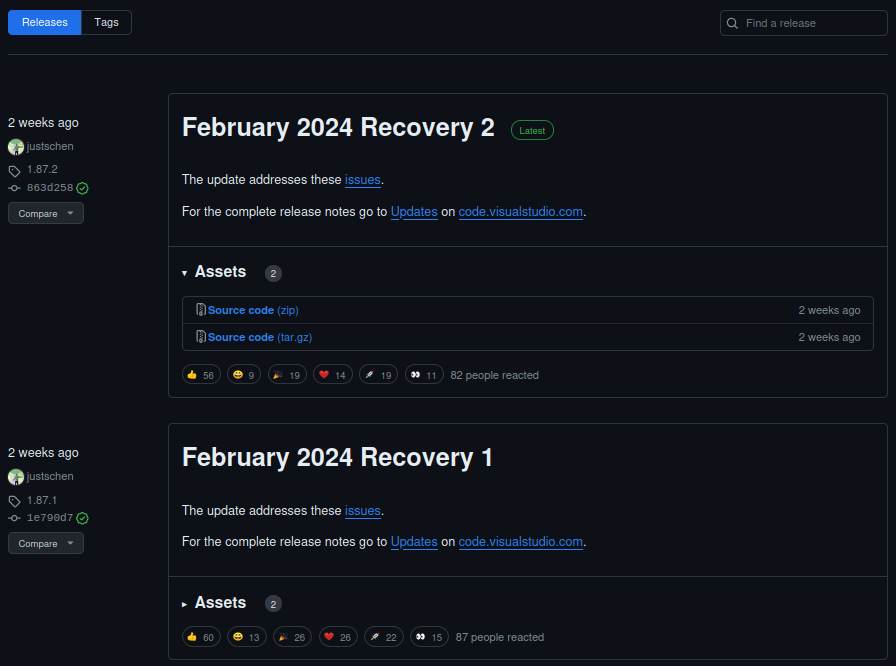 Releases Tags Find a release
2 weeks ago
justschen
1.87.2
863d258
Compare
February 2024 Recovery 2 Latest
The update addresses these issues.
For the complete release notes go to Updates on code.visualstudio.com.
Assets 2
Source code (zip) 2 weeks ago
Source code (tar.gz) 2 weeks ago
👍 56 😄 9 🎉 19 ❤️ 14 🚀 19 👀 11 82 people reacted
2 weeks ago
justschen
1.87.1
1e790d7
Compare
February 2024 Recovery 1
The update addresses these issues.
For the complete release notes go to Updates on code.visualstudio.com.
Assets 2
👍 60 😄 13 🎉 26 ❤️ 26 🚀 22 👀 15 87 people reacted